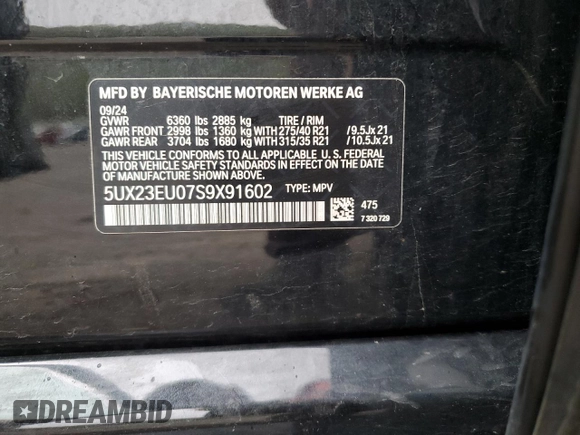 MFD BY BAYERISCHE MOTOREN WERKE AG
09/24
GVWR 6360 lbs 2885 kg TIRE / RIM
GAWR FRONT 2998 lbs 1360 kg WITH 275/40 R21 / 9.5Jx 21
GAWR REAR 3704 lbs 1680 kg WITH 315/35 R21 / 10.5Jx 21
THIS VEHICLE CONFORMS TO ALL APPLICABLE U. S. FEDERAL
MOTOR VEHICLE SAFETY STANDARDS IN EFFECT ON THE DATE
OF MANUFACTURE SHOWN ABOVE.
5UX23EU07S9X91602 TYPE: MPV
475
7 320 729
DREAMBID